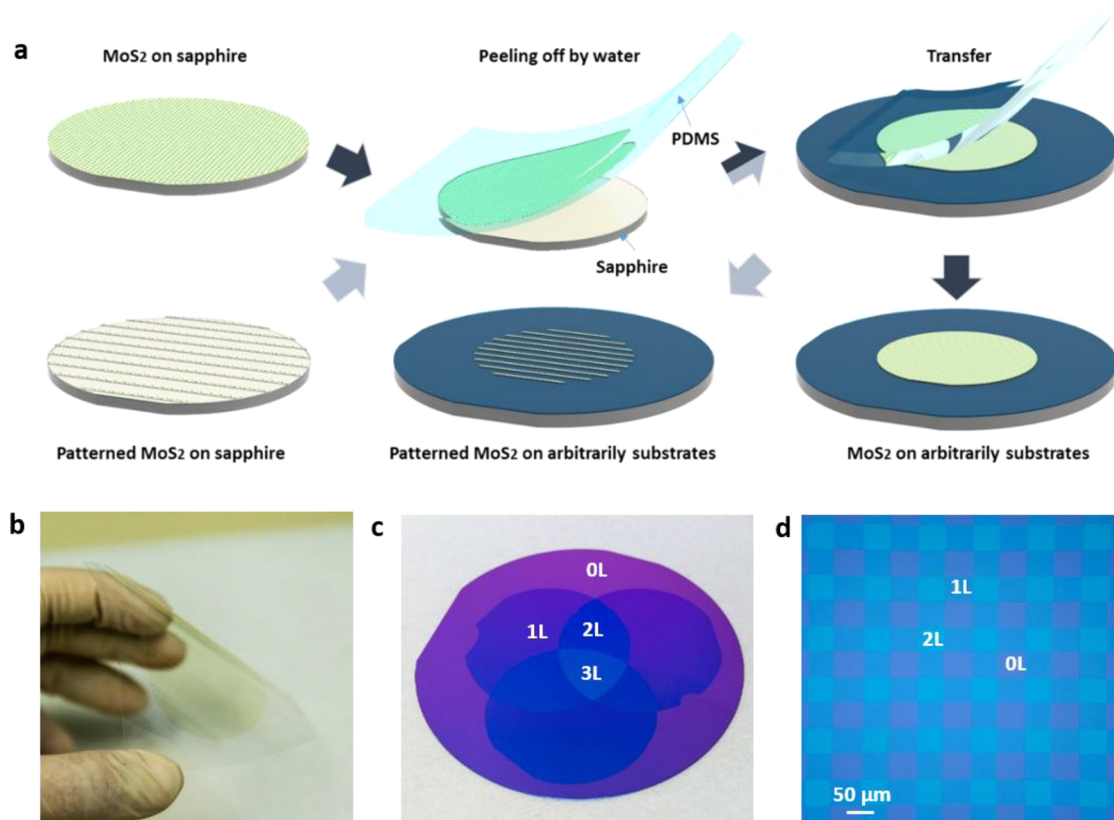 a
MoS2 on sapphire
Peeling off by water
Transfer
PDMS
Sapphire
Patterned MoS2 on sapphire
Patterned MoS2 on arbitrarily substrates
MoS2 on arbitrarily substrates
b
c
d
0L
1L
2L
3L
1L
2L
0L
50 μm